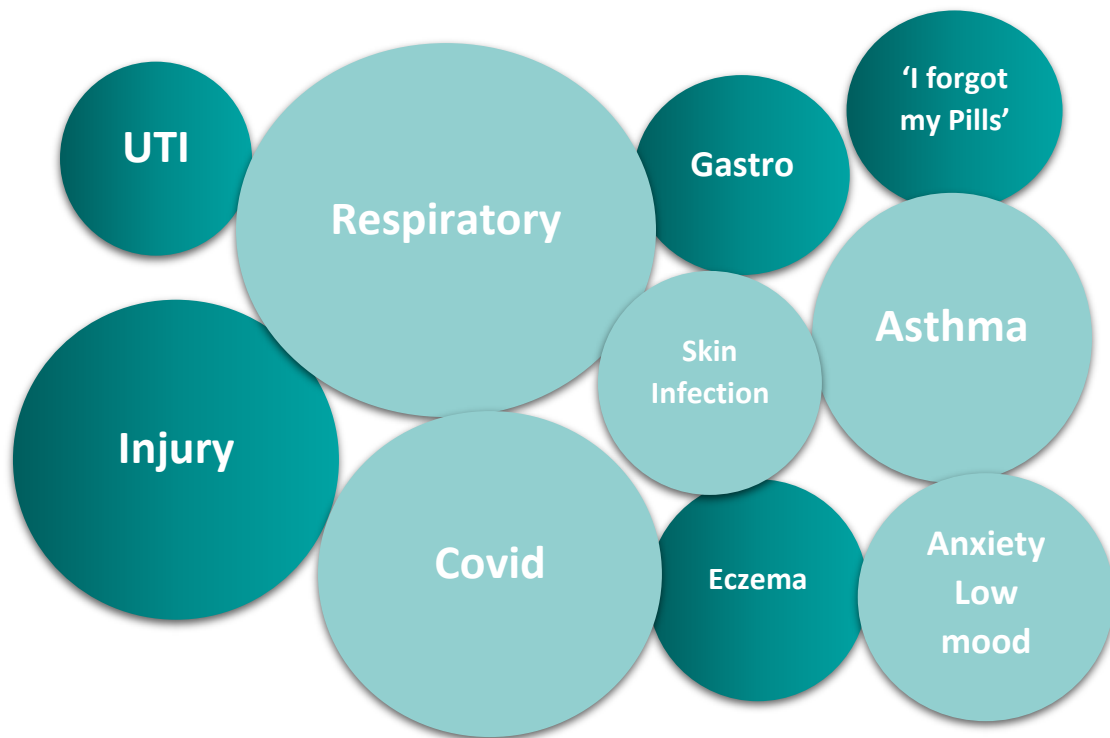 UTI
Respiratory
Gastro
‘I forgot
my Pills’
Injury
Skin
Infection
Asthma
Covid
Eczema
Anxiety
Low
mood